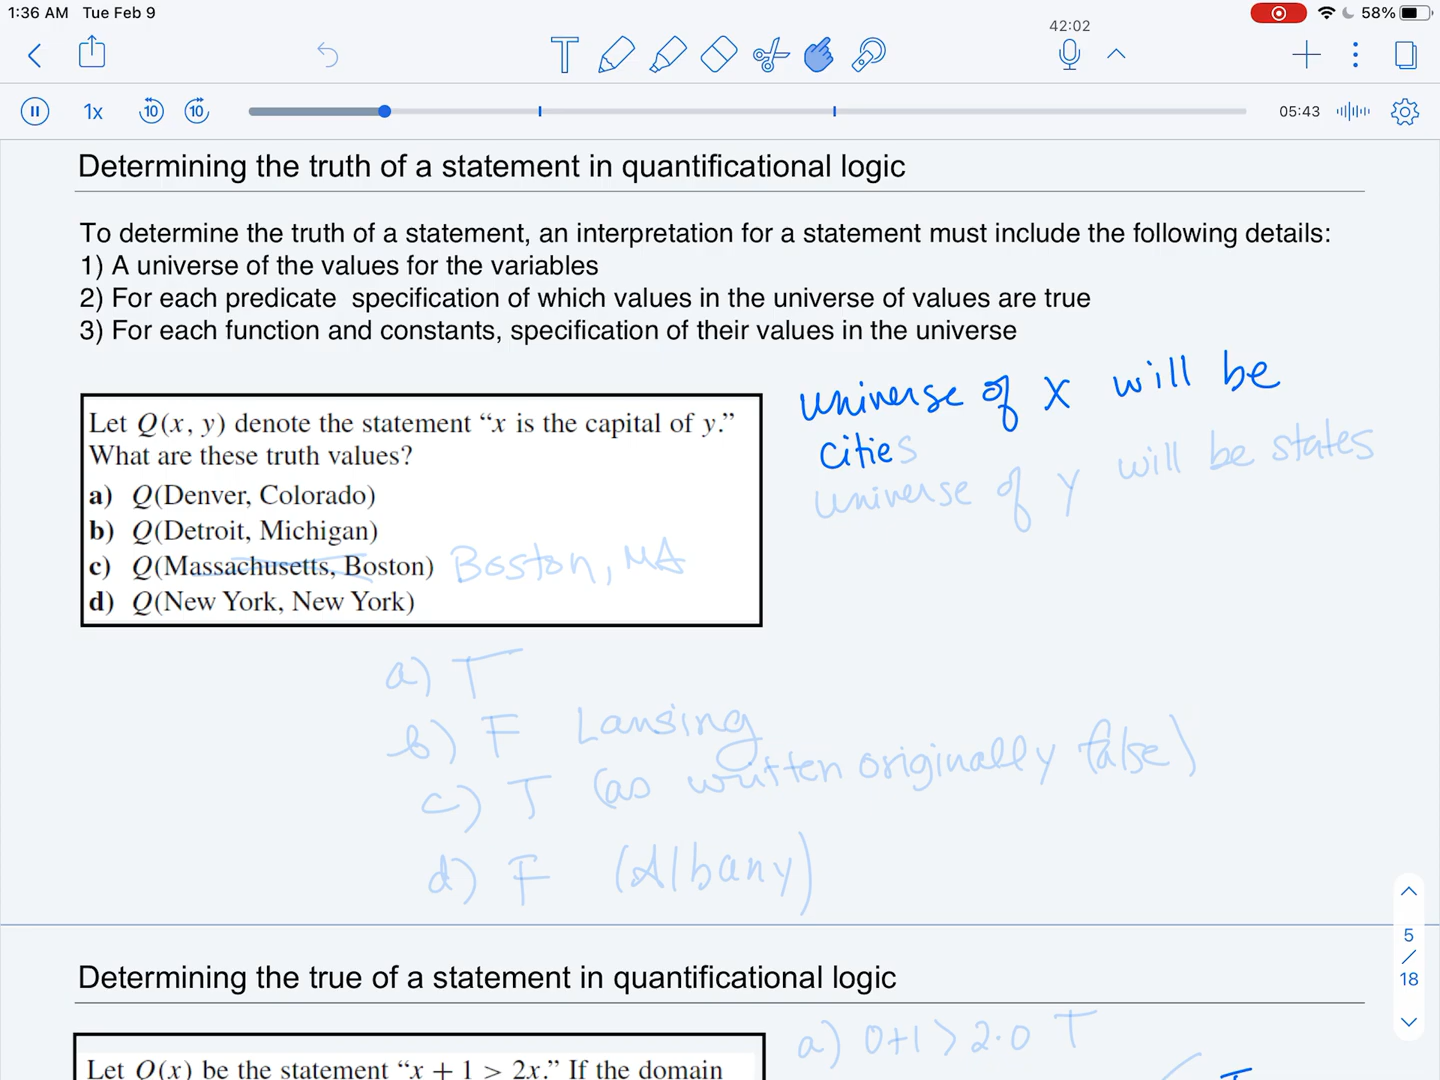 1:36 AM Tue Feb 9
58%
42:02
T
1x
10
10
05:43
Determining the truth of a statement in quantificational logic
To determine the truth of a statement, an interpretation for a statement must include the following details:
1) A universe of the values for the variables
2) For each predicate specification of which values in the universe of values are true
3) For each function and constants, specification of their values in the universe
universe of x will be
cities
universe of y will be states
Let Q(x, y) denote the statement “x is the capital of y.”
What are these truth values?
a) Q(Denver, Colorado)
b) Q(Detroit, Michigan)
c) Q(Massachusetts, Boston) Boston, MA
d) Q(New York, New York)
a) T
b) F Lansing
c) T (as written originally false)
d) F (Albany)
5
/
18
Determining the true of a statement in quantificational logic
a) 0+1 > 2·0 T
Let Q(x) be the statement “x + 1 > 2x.” If the domain